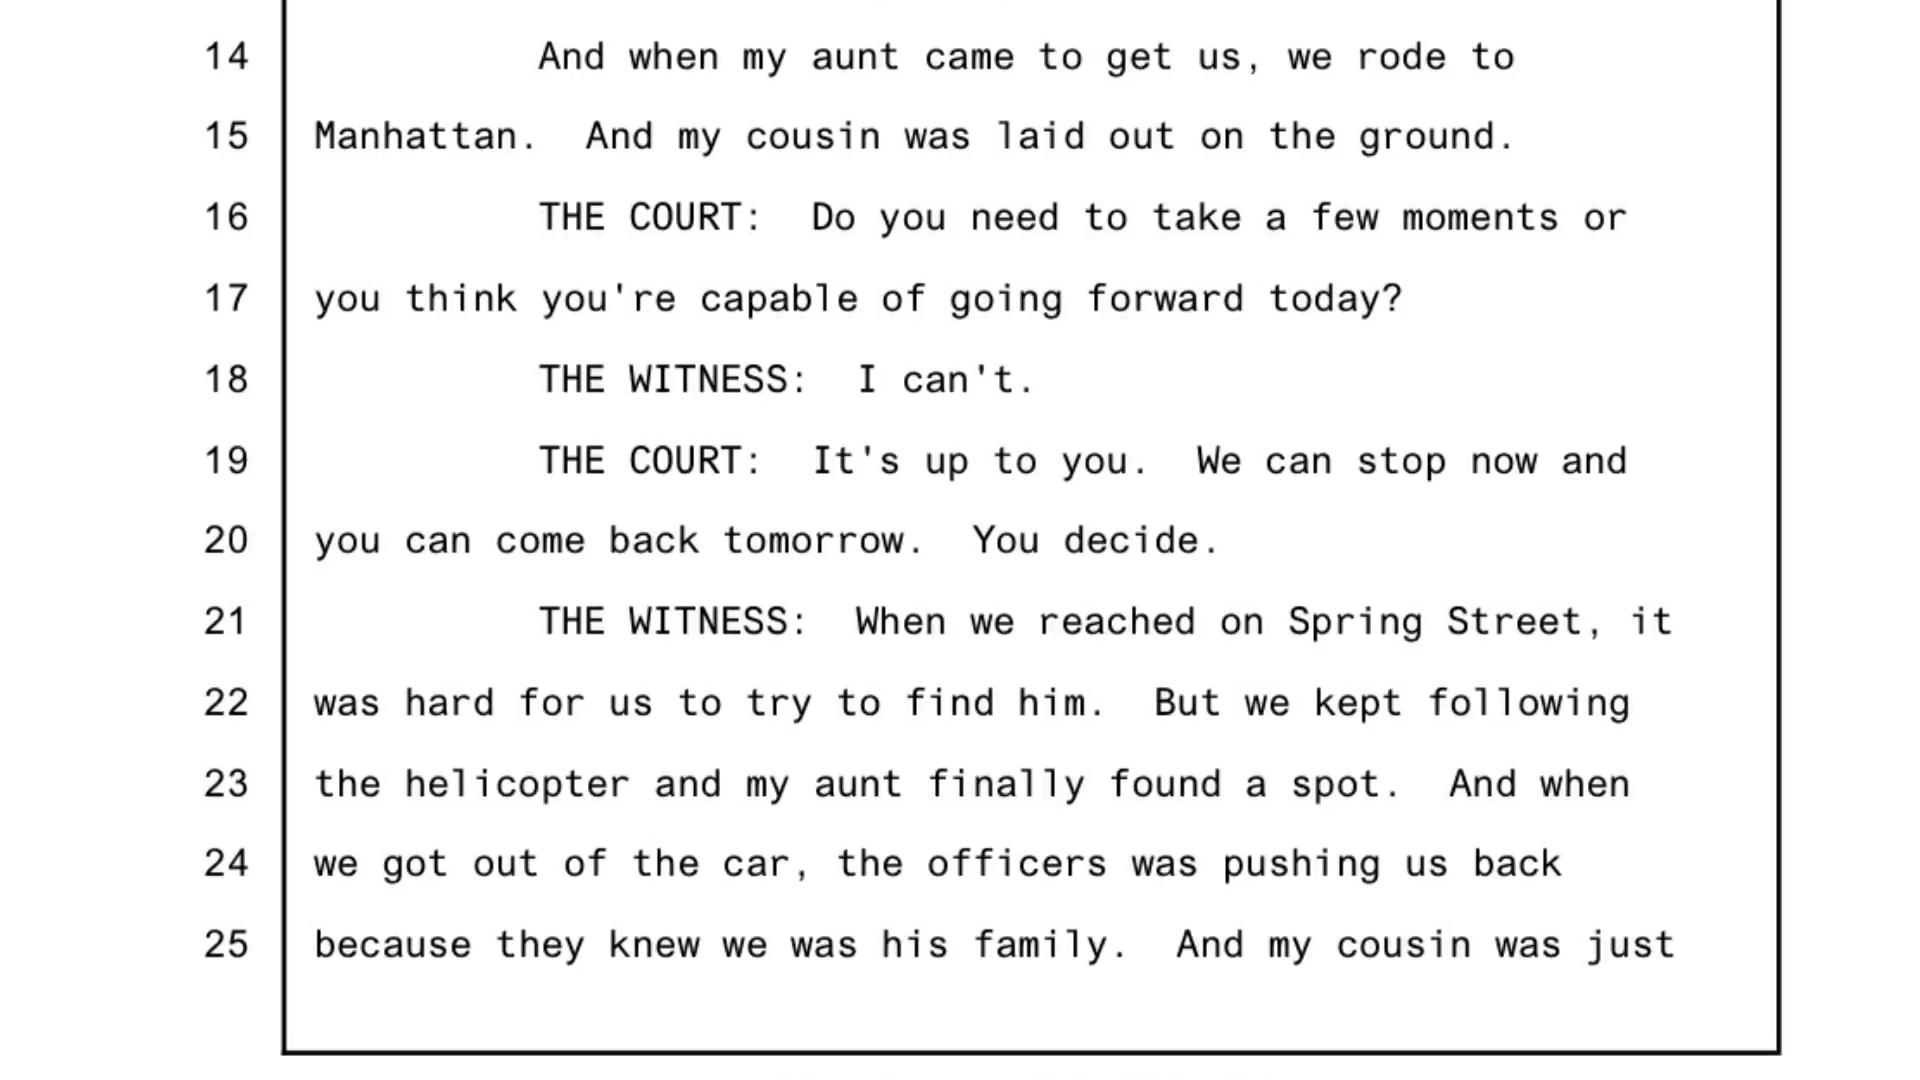 14 And when my aunt came to get us, we rode to
15 Manhattan. And my cousin was laid out on the ground.
16 THE COURT: Do you need to take a few moments or
17 you think you're capable of going forward today?
18 THE WITNESS: I can't.
19 THE COURT: It's up to you. We can stop now and
20 you can come back tomorrow. You decide.
21 THE WITNESS: When we reached on Spring Street, it
22 was hard for us to try to find him. But we kept following
23 the helicopter and my aunt finally found a spot. And when
24 we got out of the car, the officers was pushing us back
25 because they knew we was his family. And my cousin was just